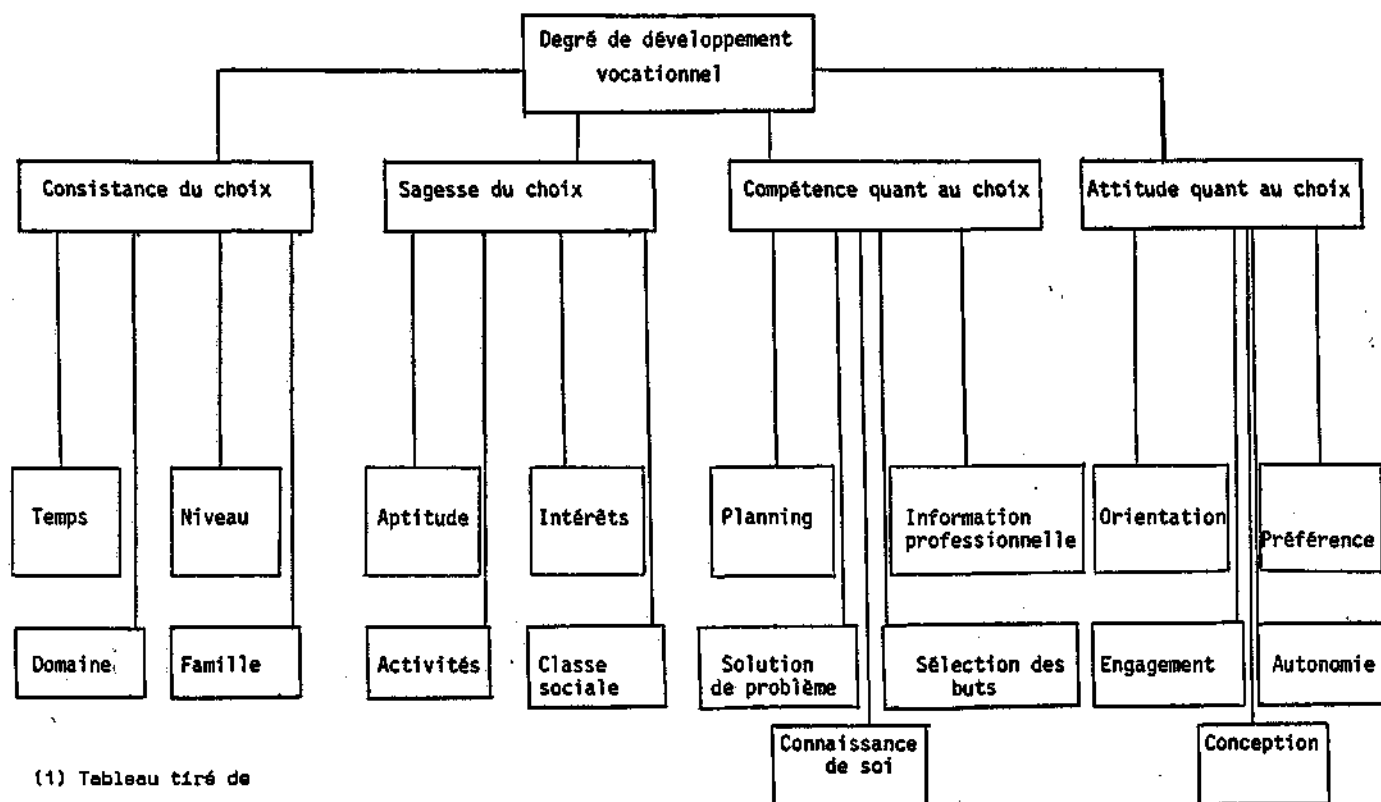 Degré de développement
vocationnel
Consistance du choix
Sagesse du choix
Compétence quant au choix
Attitude quant au choix
Temps
Niveau
Aptitude
Intérêts
Planning
Information
professionnelle
Orientation
Préférence
Domaine
Famille
Activités
Classe
sociale
Solution
de problème
Sélection des
buts
Engagement
Autonomie
Connaissance
de soi
Conception
(1) Tableau tiré de